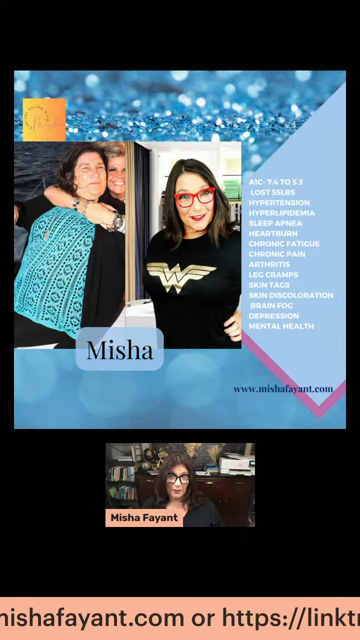 A1C- 7.4 TO 5.3
LOST 55LBS
HYPERTENSION
HYPERLIPIDEMIA
SLEEP APNEA
HEARTBURN
CHRONIC FATIGUE
CHRONIC PAIN
ARTHRITIS
LEG CRAMPS
SKIN TAGS
SKIN DISCOLORATION
BRAIN FOG
DEPRESSION
MENTAL HEALTH
Misha
www.mishafayant.com
Misha Fayant
mishafayant.com or https://linktr